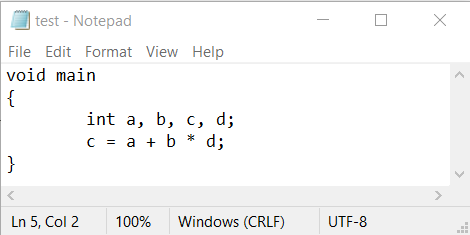 test - Notepad
File Edit Format View Help
void main
{
        int a, b, c, d;
        c = a + b * d;
}
Ln 5, Col 2 100% Windows (CRLF) UTF-8